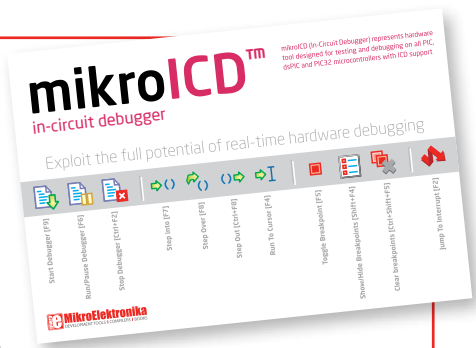 mikroICD™
in-circuit debugger
mikroICD (In-Circuit Debugger) represents hardware
tool designed for testing and debugging on all PIC,
dsPIC and PIC32 microcontrollers with ICD support
Exploit the full potential of real-time hardware debugging
Start Debugger [F9]
Run/Pause Debugger [F6]
Stop Debugger [Ctrl+F2]
Step Into [F7]
Step Over [F8]
Step Out [Ctrl+F8]
Run To Cursor [F4]
Toggle Breakpoint [F5]
Show/Hide Breakpoints [Shift+F4]
Clear breakpoints [Ctrl+Shift+F5]
Jump To Interrupt [F2]
MikroElektronika
DEVELOPMENT TOOLS | COMPILERS | BOOKS